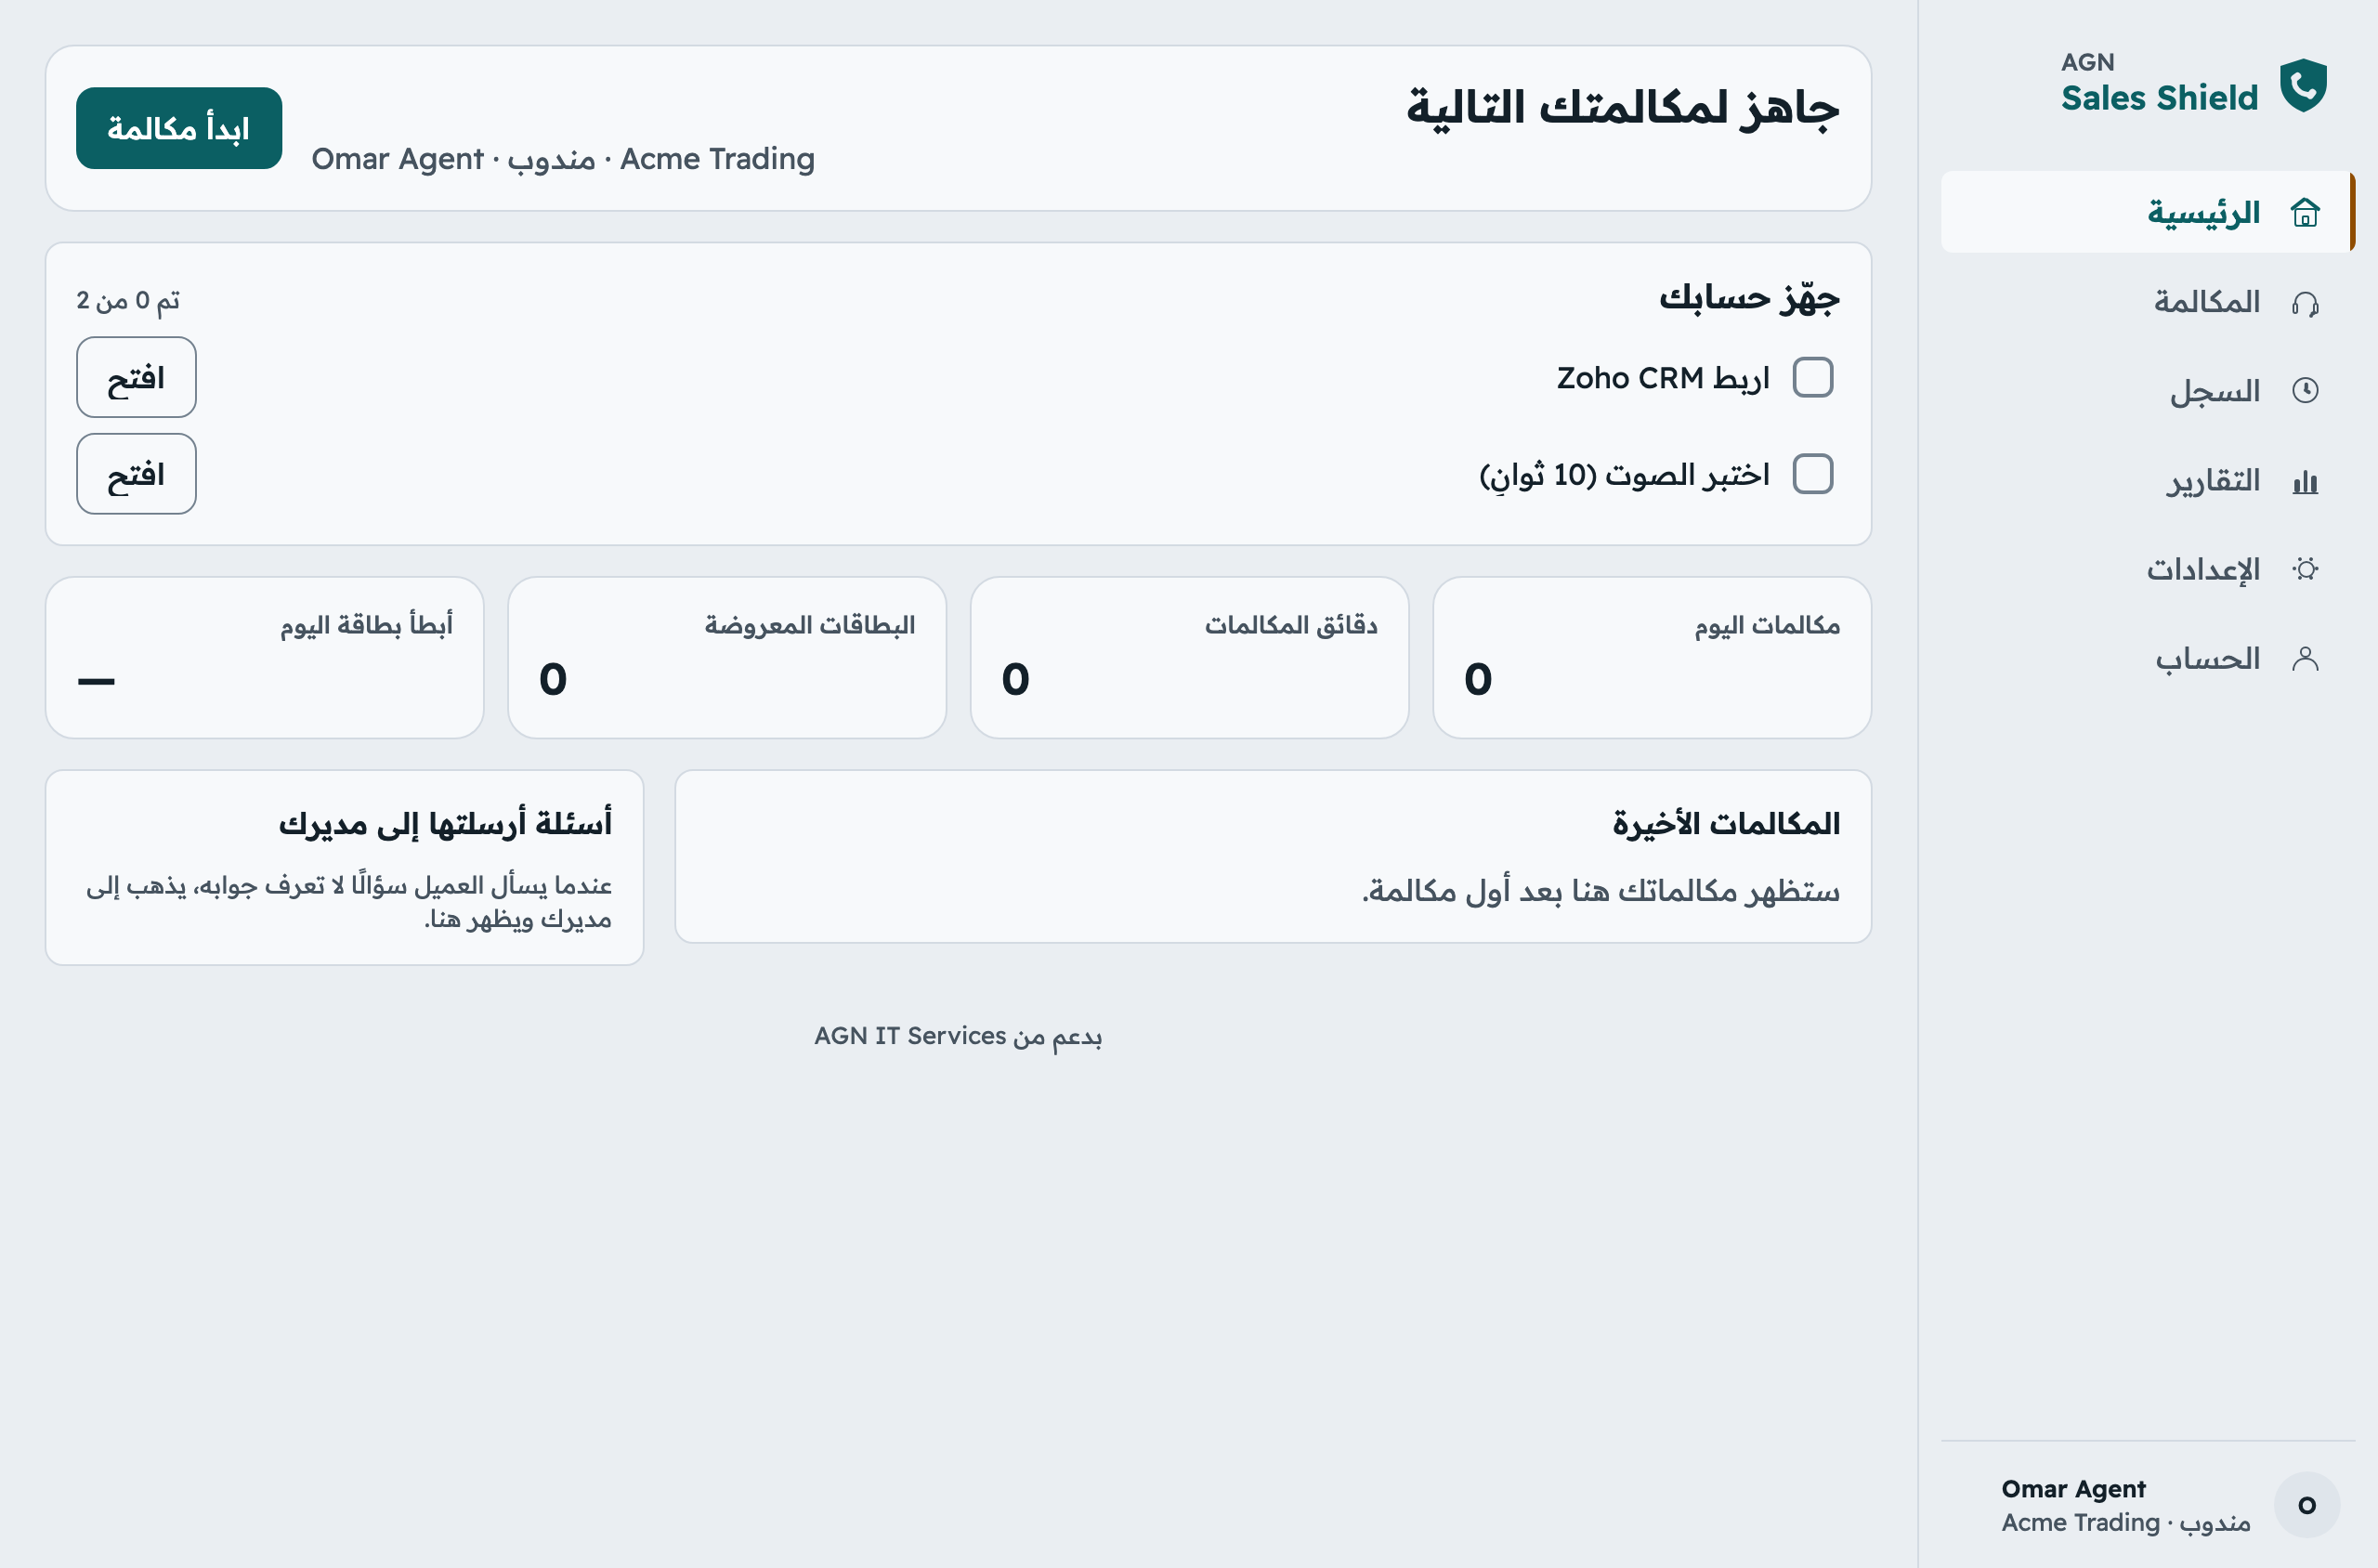 AGN
Sales Shield
الرئيسية
المكالمة
السجل
التقارير
الإعدادات
الحساب
Omar Agent
مندوب · Acme Trading
جاهز لمكالمتك التالية
Omar Agent · مندوب · Acme Trading
ابدأ مكالمة
جهّز حسابك
تم 0 من 2
اربط Zoho CRM
افتح
اختبر الصوت (10 ثوانٍ)
افتح
مكالمات اليوم
0
دقائق المكالمات
0
البطاقات المعروضة
0
أبطأ بطاقة اليوم
—
المكالمات الأخيرة
ستظهر مكالماتك هنا بعد أول مكالمة.
أسئلة أرسلتها إلى مديرك
عندما يسأل العميل سؤالًا لا تعرف جوابه، يذهب إلى
مديرك ويظهر هنا.
بدعم من AGN IT Services
O